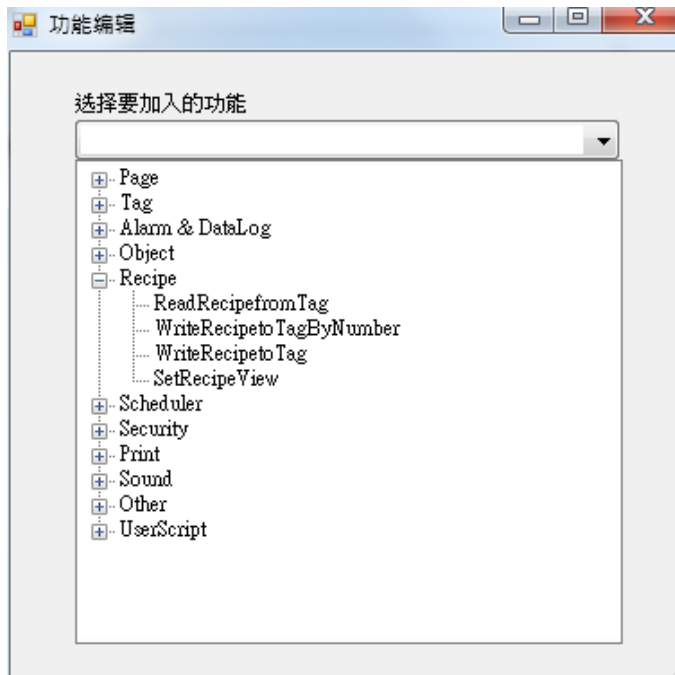 功能编辑
选择要加入的功能
Page
Tag
Alarm & DataLog
Object
Recipe
ReadRecipefromTag
WriteRecipetoTagByNumber
WriteRecipetoTag
SetRecipeView
Scheduler
Security
Print
Sound
Other
UserScript